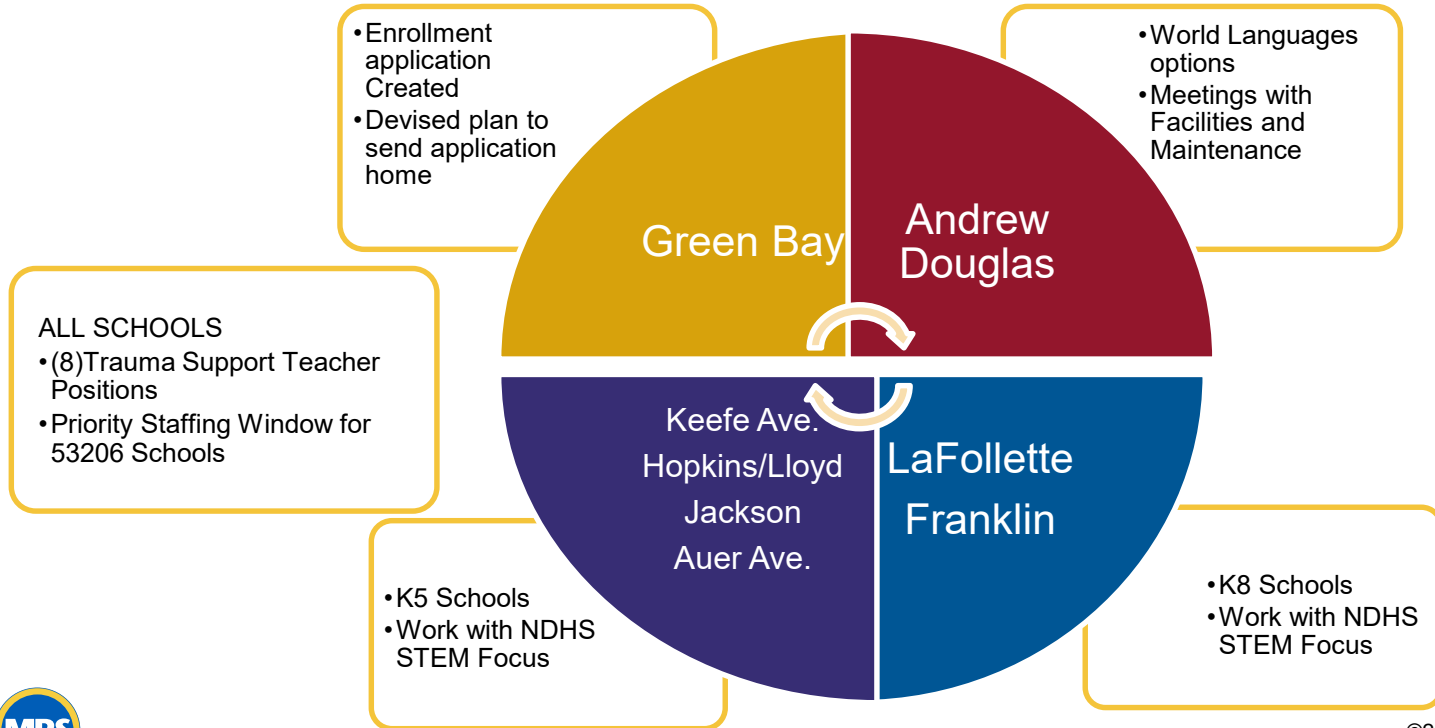 •Enrollment
application
Created
•Devised plan to
send application
home
•World Languages
options
•Meetings with
Facilities and
Maintenance
Green Bay
Andrew
Douglas
ALL SCHOOLS
•(8)Trauma Support Teacher
Positions
•Priority Staffing Window for
53206 Schools
Keefe Ave.
Hopkins/Lloyd
Jackson
Auer Ave.
LaFollette
Franklin
•K5 Schools
•Work with NDHS
STEM Focus
•K8 Schools
•Work with NDHS
STEM Focus
MPS